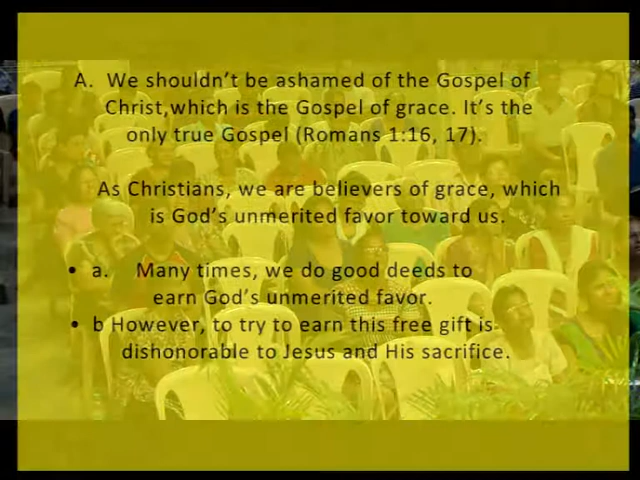 A. We shouldn't be ashamed of the Gospel of
Christ,which is the Gospel of grace. It's the
only true Gospel (Romans 1:16, 17).
As Christians, we are believers of grace, which
is God's unmerited favor toward us.
• a. Many times, we do good deeds to
earn God's unmerited favor.
• b However, to try to earn this free gift is
dishonorable to Jesus and His sacrifice.